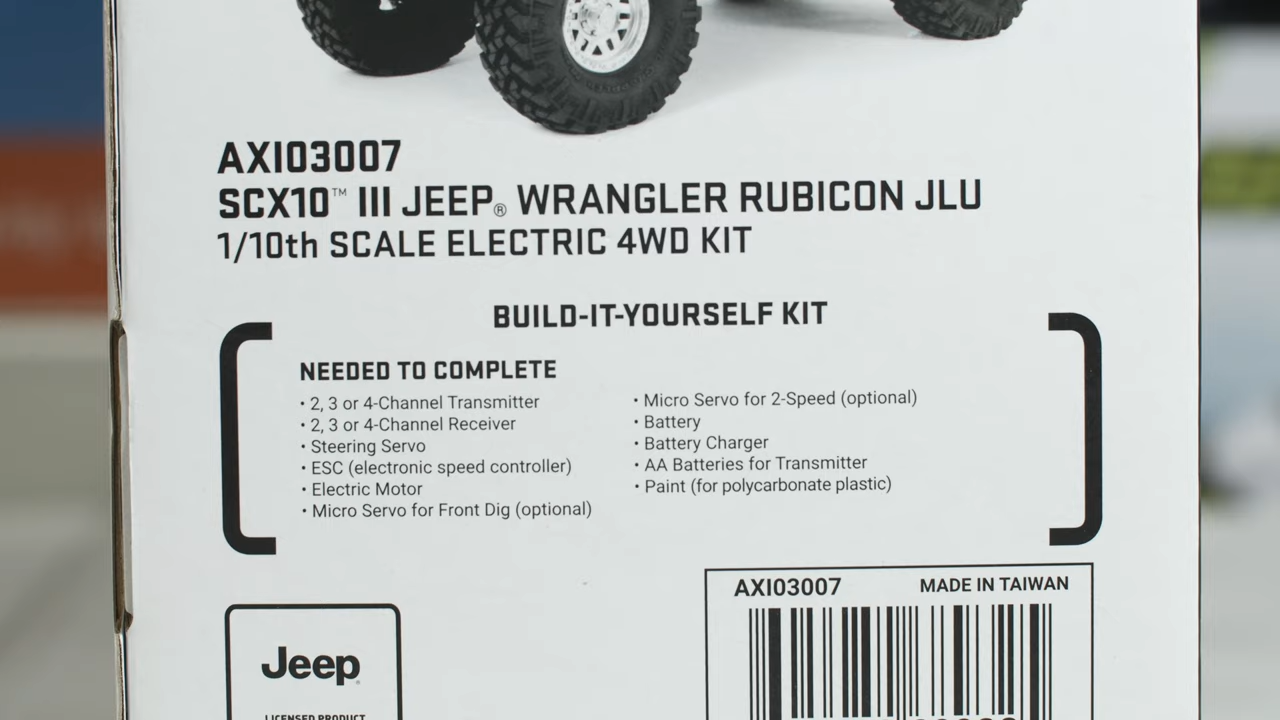 AXI03007
SCX10™ III JEEP® WRANGLER RUBICON JLU
1/10th SCALE ELECTRIC 4WD KIT
BUILD-IT-YOURSELF KIT
NEEDED TO COMPLETE
• 2, 3 or 4-Channel Transmitter
• 2, 3 or 4-Channel Receiver
• Steering Servo
• ESC (electronic speed controller)
• Electric Motor
• Micro Servo for Front Dig (optional)
• Micro Servo for 2-Speed (optional)
• Battery
• Battery Charger
• AA Batteries for Transmitter
• Paint (for polycarbonate plastic)
AXI03007 MADE IN TAIWAN
Jeep®
LICENSED PRODUCT